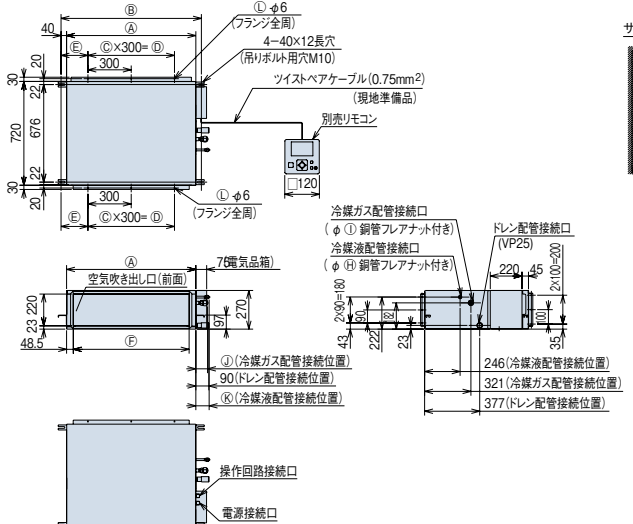 Ⓑ
Ⓛ-φ6
(フランジ全周)
サ
40
Ⓐ
Ⓔ
Ⓒ×300= Ⓓ
4−40×12長穴
(吊りボルト用穴M10)
300
20
ツイストペアケーブル(0.75mm²)
(現地準備品)
30
22
720
676
別売リモコン
□120
22
30
20
300
Ⓛ-φ6
(フランジ全周)
Ⓔ
Ⓒ×300= Ⓓ
冷媒ガス配管接続口
(φⒾ 銅管フレアナット付き)
冷媒液配管接続口
(φⒽ 銅管フレアナット付き)
ドレン配管接続口
(VP25)
Ⓐ
75(電気品箱)
空気吹き出し口(前面)
220
23
270
97
48.5
Ⓕ
Ⓙ(冷媒ガス配管接続位置)
90(ドレン配管接続位置)
Ⓚ(冷媒液配管接続位置)
220
45
2×90=180
43
90
222
182
23
2×100=200
100
35
246(冷媒液配管接続位置)
321(冷媒ガス配管接続位置)
377(ドレン配管接続位置)
操作回路接続口
電源接続口